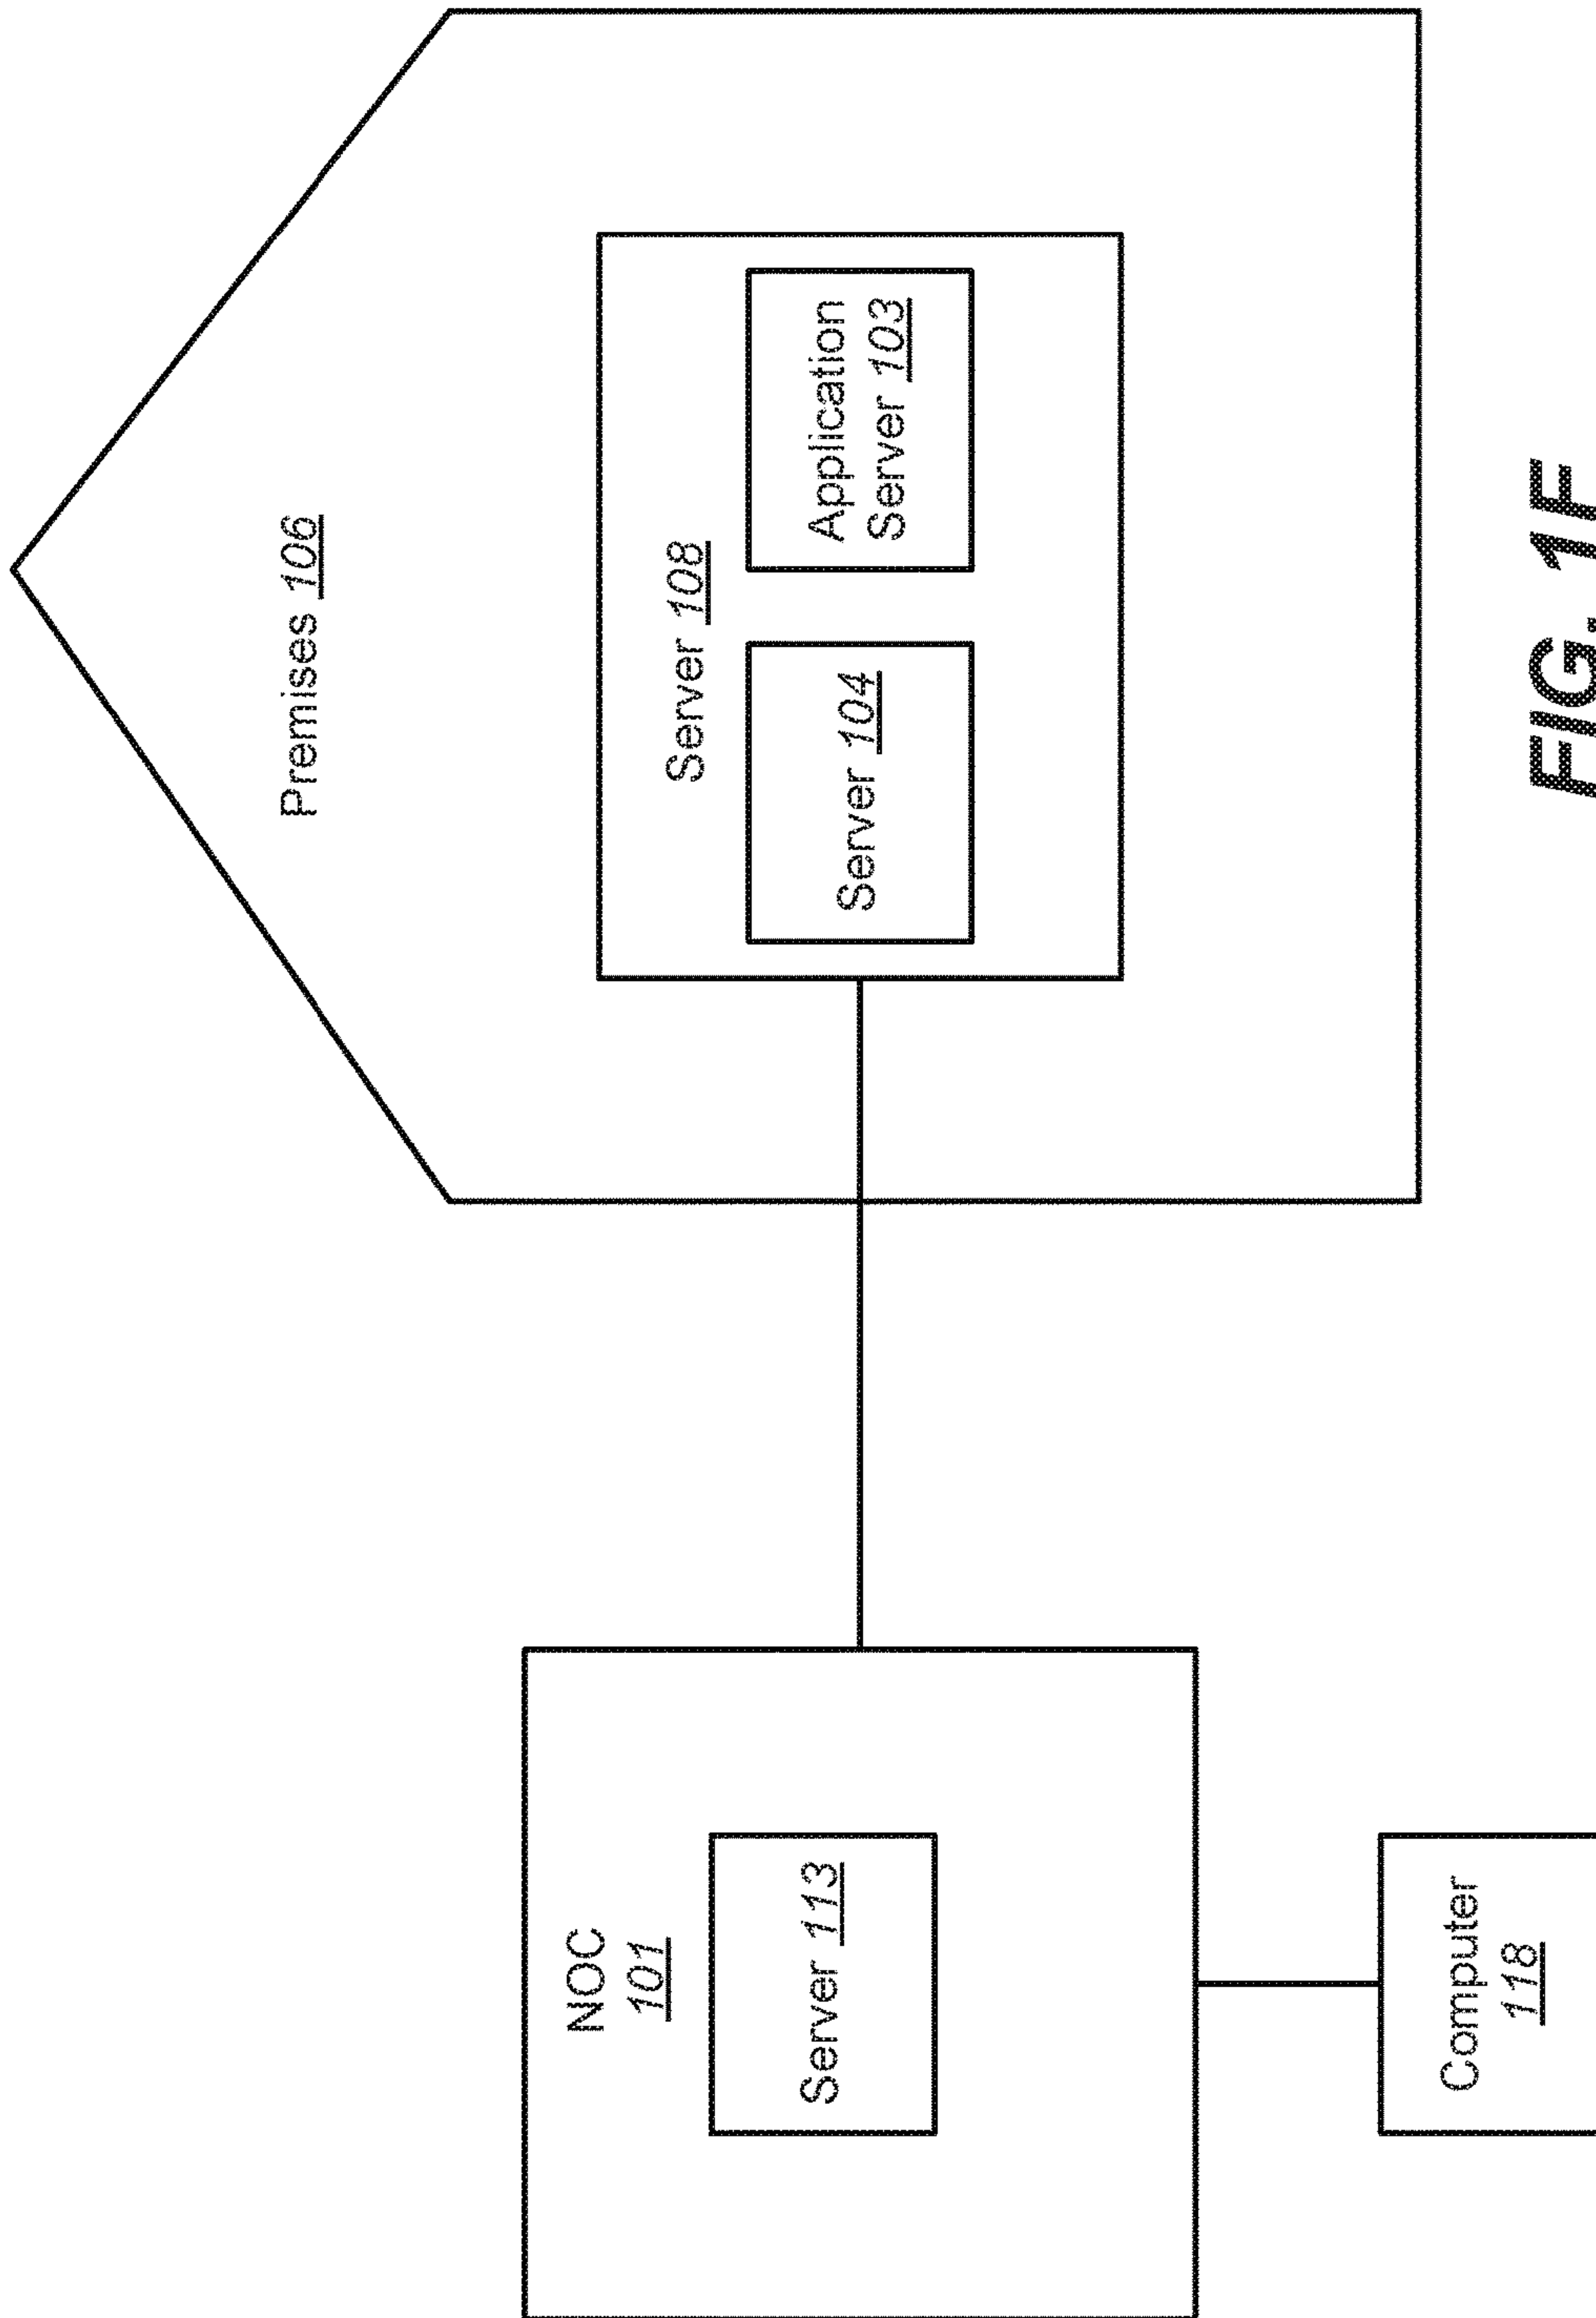 Premises 106
Server 108
Server 104
Application
Server 103
NOC
101
Server 113
Computer
118
FIG. 1F